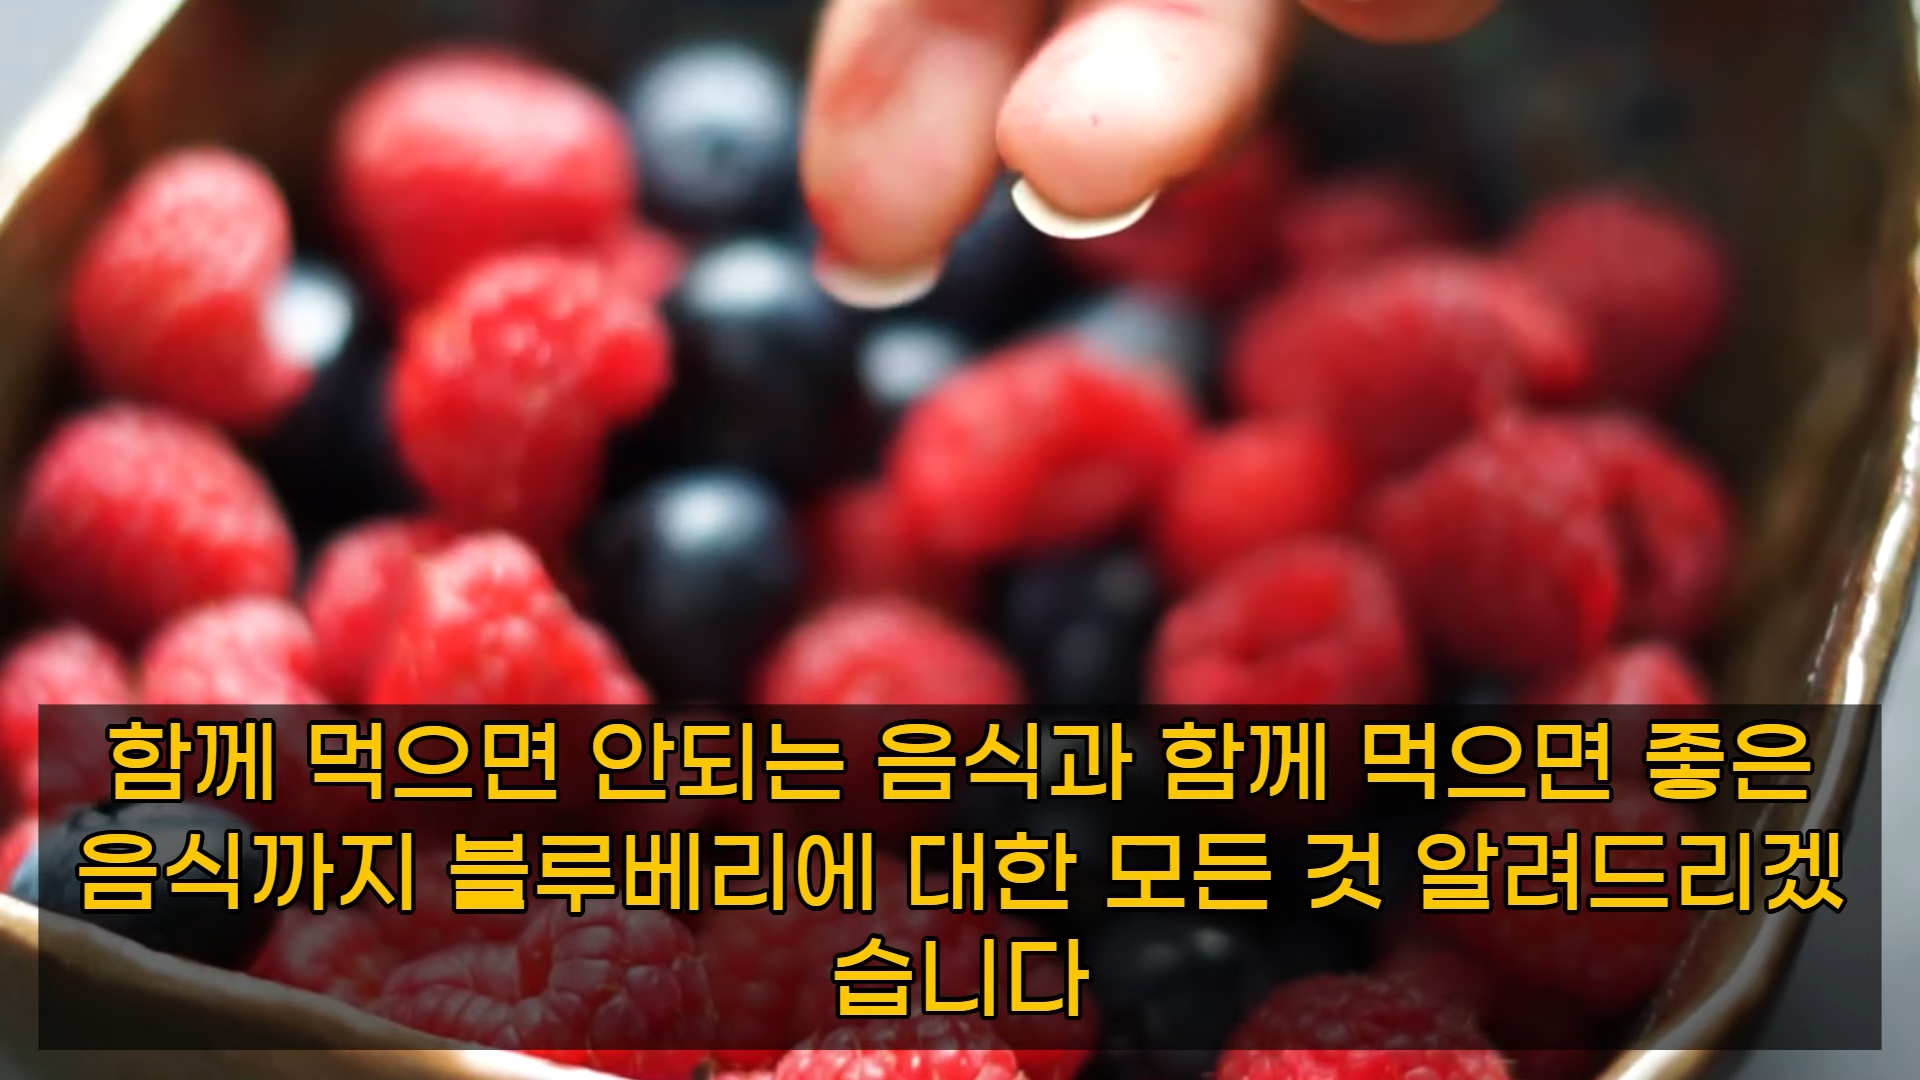 함께 먹으면 안되는 음식과 함께 먹으면 좋은
음식까지 블루베리에 대한 모든 것 알려드리겠
습니다